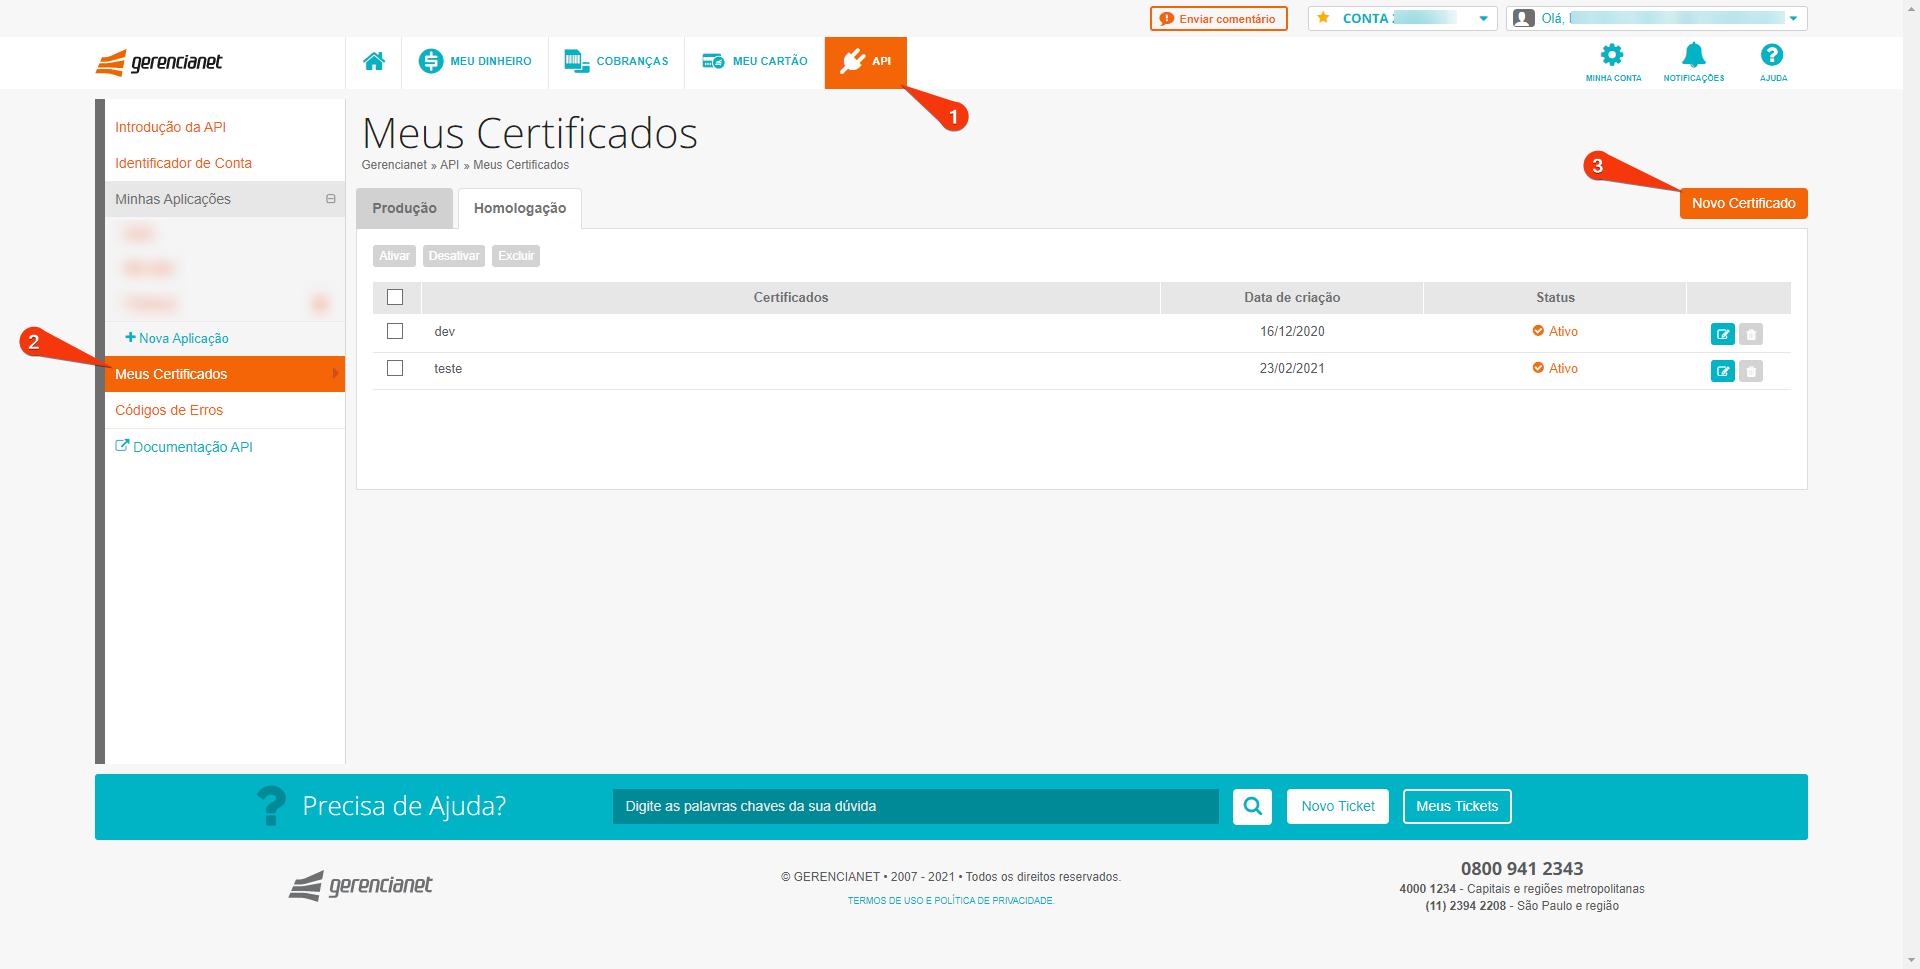 Enviar comentário
CONTA
Olá,
gerencianet
MEU DINHEIRO
COBRANÇAS
MEU CARTÃO
API
MINHA CONTA
NOTIFICAÇÕES
AJUDA
1
Introdução da API
Identificador de Conta
Minhas Aplicações
Nova Aplicação
2
Meus Certificados
Códigos de Erros
Documentação API
Meus Certificados
Gerencianet » API » Meus Certificados
3
Produção
Homologação
Novo Certificado
Ativar
Desativar
Excluir
Certificados
Data de criação
Status
dev
16/12/2020
Ativo
teste
23/02/2021
Ativo
? Precisa de Ajuda?
Digite as palavras chaves da sua dúvida
Novo Ticket
Meus Tickets
gerencianet
© GERENCIANET • 2007 - 2021 • Todos os direitos reservados.
TERMOS DE USO E POLÍTICA DE PRIVACIDADE.
0800 941 2343
4000 1234 - Capitais e regiões metropolitanas
(11) 2394 2208 - São Paulo e região